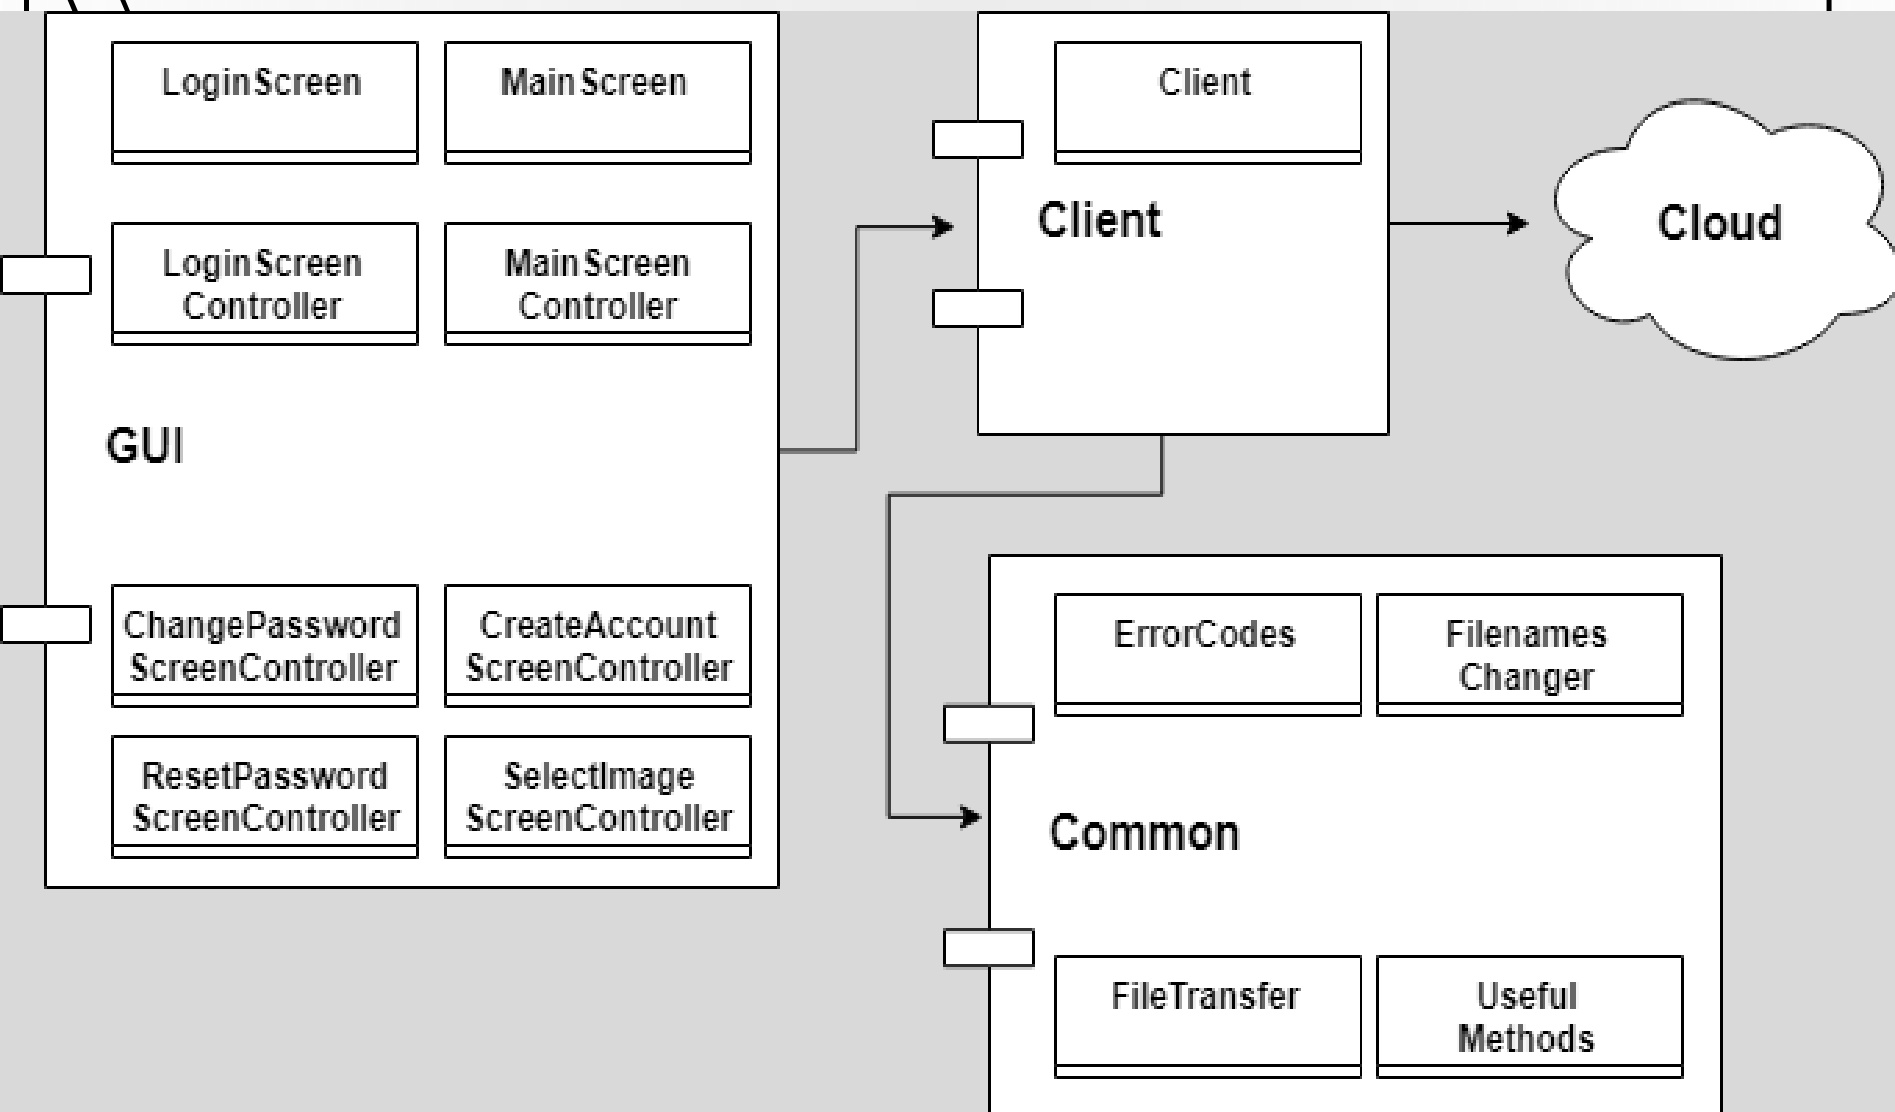 LoginScreen
MainScreen
LoginScreen
Controller
MainScreen
Controller
GUI
ChangePassword
ScreenController
CreateAccount
ScreenController
ResetPassword
ScreenController
SelectImage
ScreenController
Client
Client
Cloud
ErrorCodes
Filenames
Changer
Common
FileTransfer
Useful
Methods